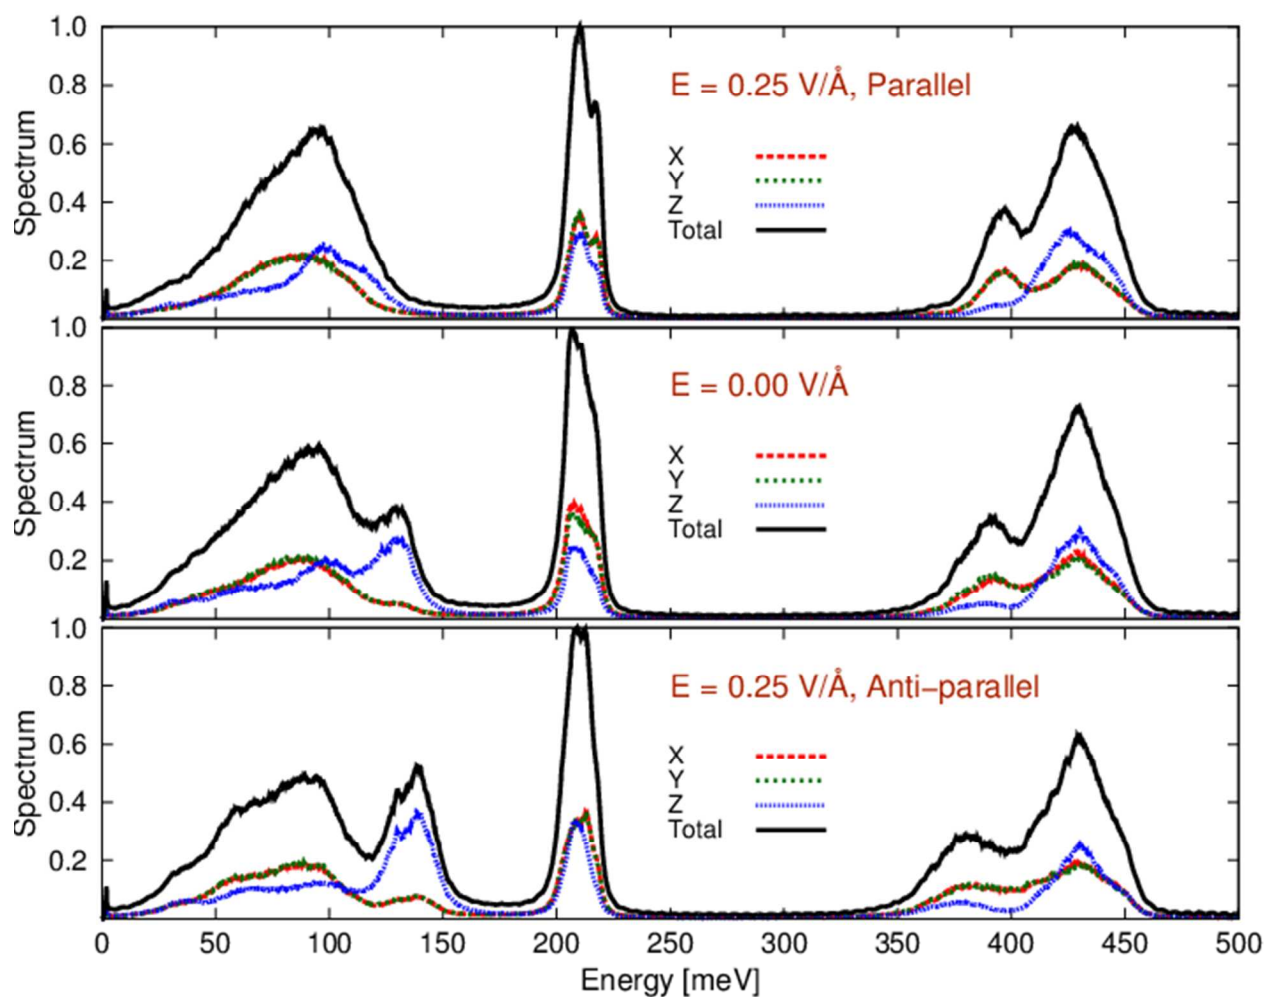 1.0
0.8
0.6
0.4
0.2
Spectrum
E = 0.25 V/Å, Parallel
X
Y
Z
Total
1.0
0.8
0.6
0.4
0.2
Spectrum
E = 0.00 V/Å
X
Y
Z
Total
1.0
0.8
0.6
0.4
0.2
Spectrum
E = 0.25 V/Å, Anti−parallel
X
Y
Z
Total
0 50 100 150 200 250 300 350 400 450 500
Energy [meV]